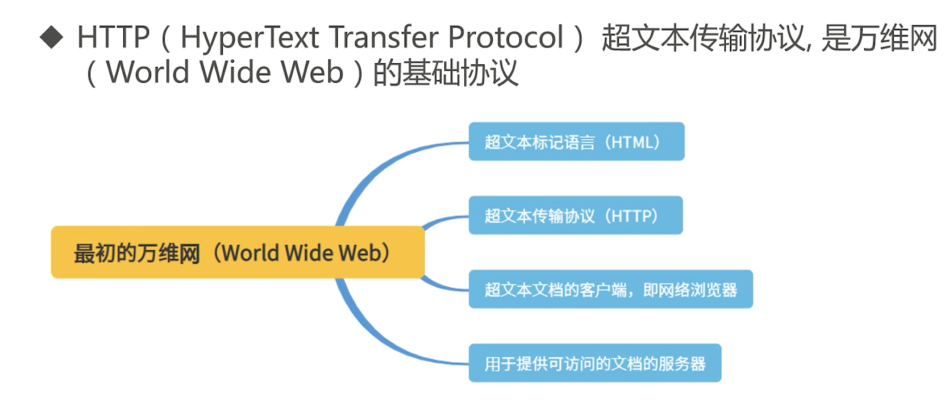 ◆ HTTP（HyperText Transfer Protocol） 超文本传输协议, 是万维网
（World Wide Web）的基础协议
超文本标记语言（HTML）
超文本传输协议（HTTP）
最初的万维网（World Wide Web）
超文本文档的客户端，即网络浏览器
用于提供可访问的文档的服务器